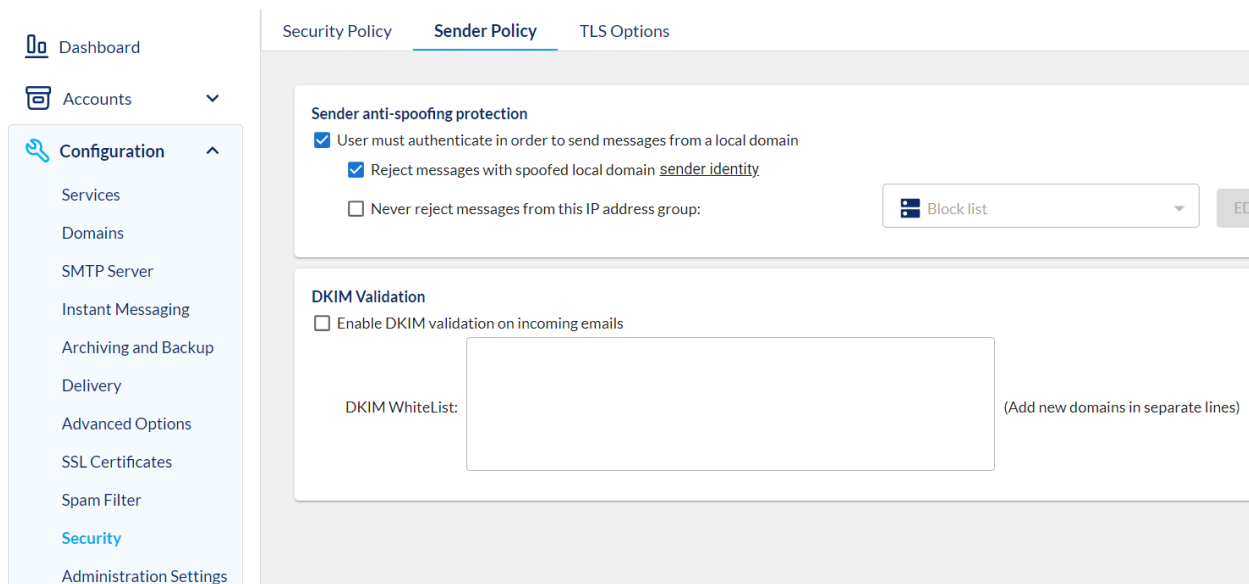 Dashboard
Accounts
Configuration
Services
Domains
SMTP Server
Instant Messaging
Archiving and Backup
Delivery
Advanced Options
SSL Certificates
Spam Filter
Security
Administration Settings
Security Policy
Sender Policy
TLS Options
Sender anti-spoofing protection
User must authenticate in order to send messages from a local domain
Reject messages with spoofed local domain sender identity
Never reject messages from this IP address group:
Block list
DKIM Validation
Enable DKIM validation on incoming emails
DKIM WhiteList:
(Add new domains in separate lines)